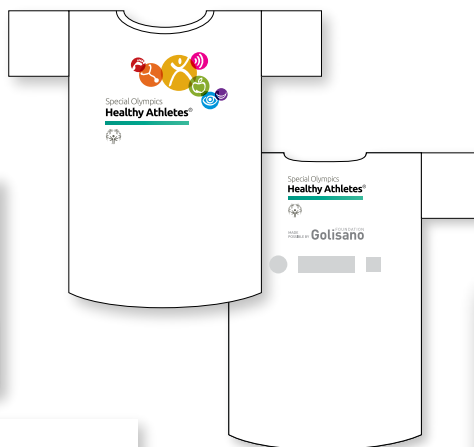 Special Olympics
Healthy Athletes®
Special Olympics
Healthy Athletes®
MADE
POSSIBLE BY
FOUNDATION
Golisano